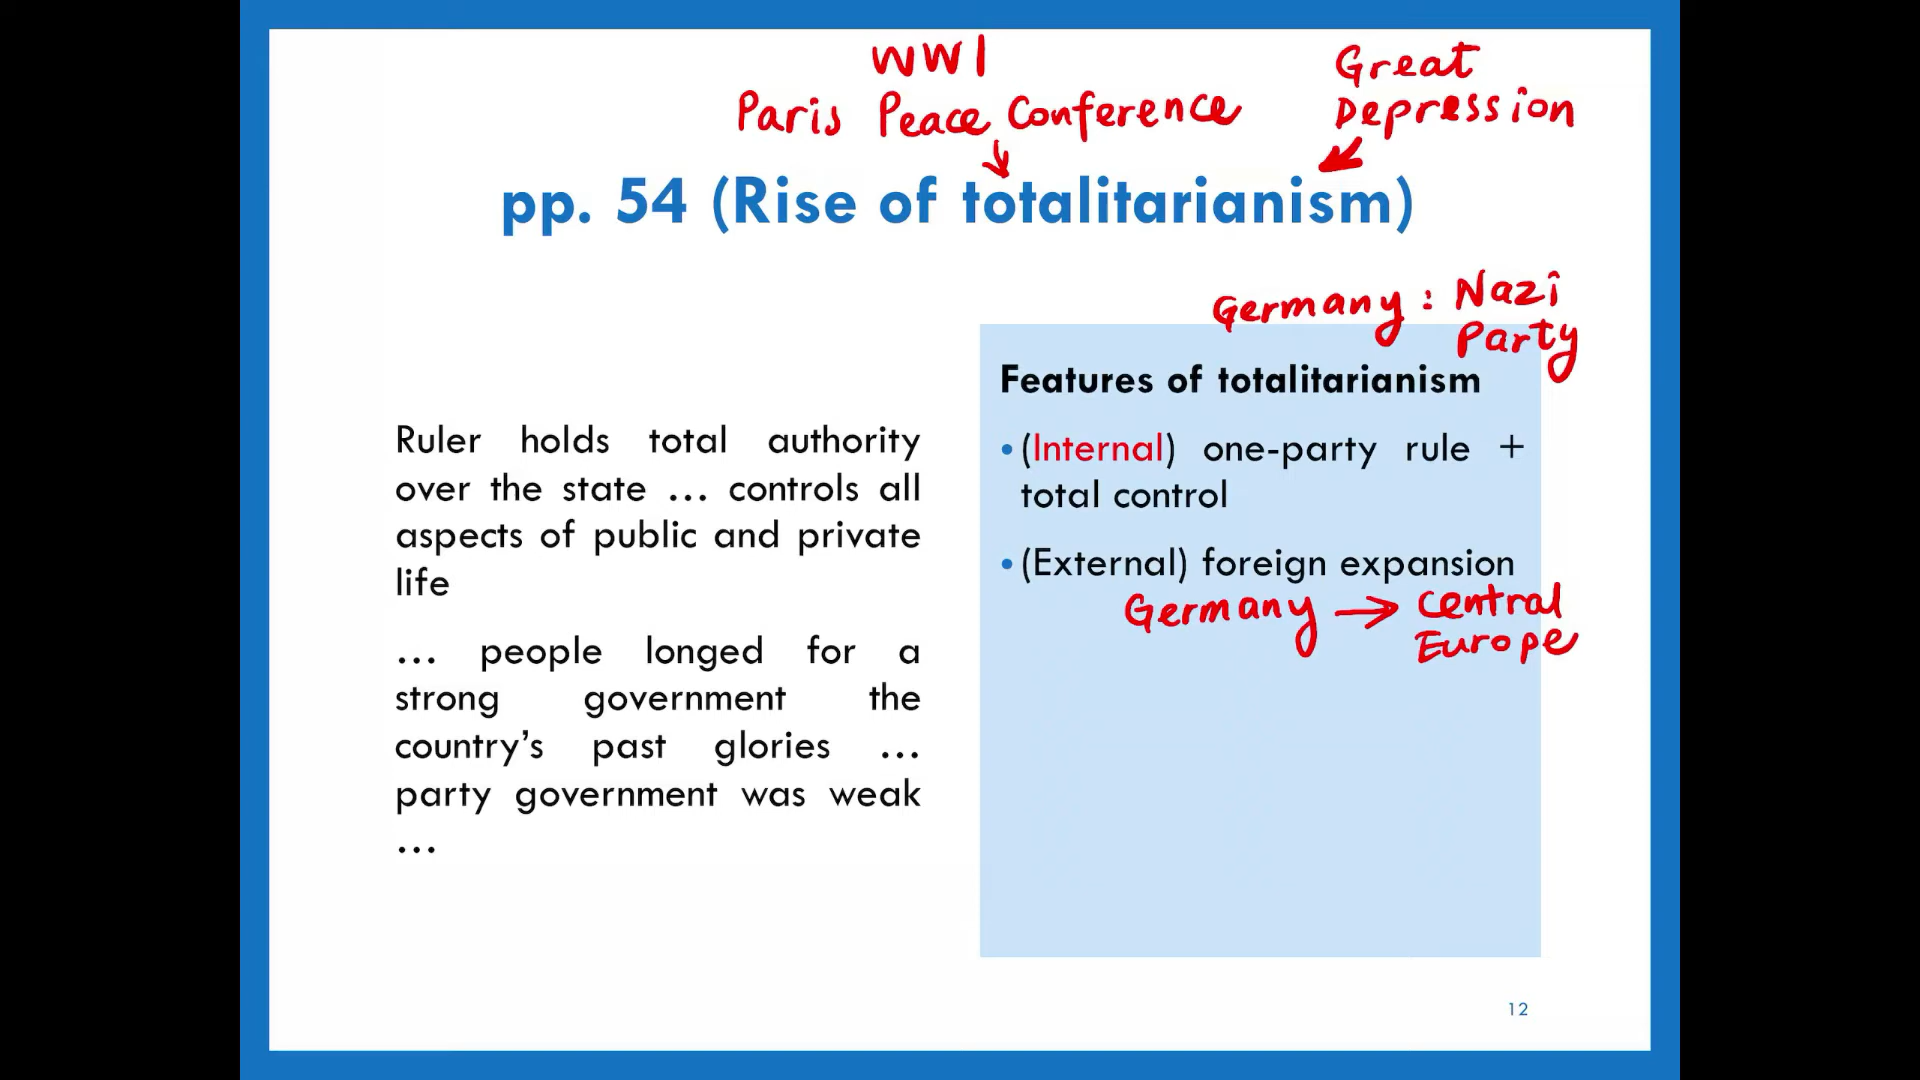 WWI
Paris Peace Conference
Great
Depression
pp. 54 (Rise of totalitarianism)
Ruler holds total authority
over the state … controls all
aspects of public and private
life
… people longed for a
strong government the
country’s past glories …
party government was weak
…
Germany : Nazi
Party
Features of totalitarianism
•(Internal) one-party rule +
total control
•(External) foreign expansion
Germany → Central
Europe
12